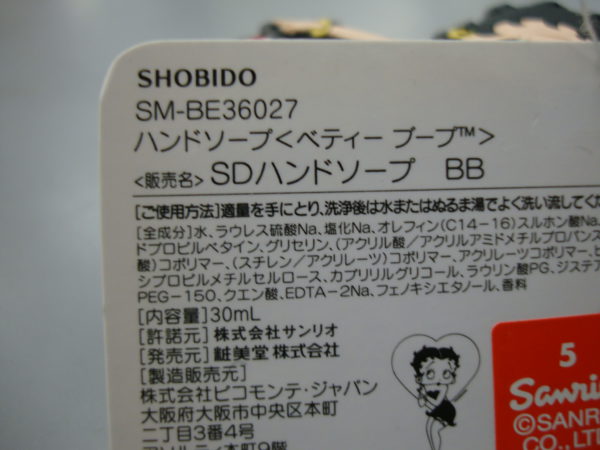 SHOBIDO
SM-BE36027
ハンドソープ<ベティー ブープ™>
<販売名> SDハンドソープ BB
[ご使用方法]適量を手にとり、洗浄後は水またはぬるま湯でよく洗い流してくだ
[全成分]水、ラウレス硫酸Na、塩化Na、オレフィン(C14-16)スルホン酸Na、
ドプロピルベタイン、グリセリン、(アクリル酸/アクリルアミドメチルプロパンス
酸)コポリマー、(スチレン/アクリレーツ)コポリマー、アクリレーツコポリマー、ヒ
シプロピルメチルセルロース、カプリリルグリコール、ラウリン酸PG、ジステア
PEG-150、クエン酸、EDTA-2Na、フェノキシエタノール、香料
[内容量]30mL
[許諾元]株式会社サンリオ
[発売元]粧美堂 株式会社
[製造販売元]
株式会社ピコモンテ・ジャパン
大阪府大阪市中央区本町
二丁目3番4号
アソルティ本町9階
5
Sanrio
©SANR
CO., LT